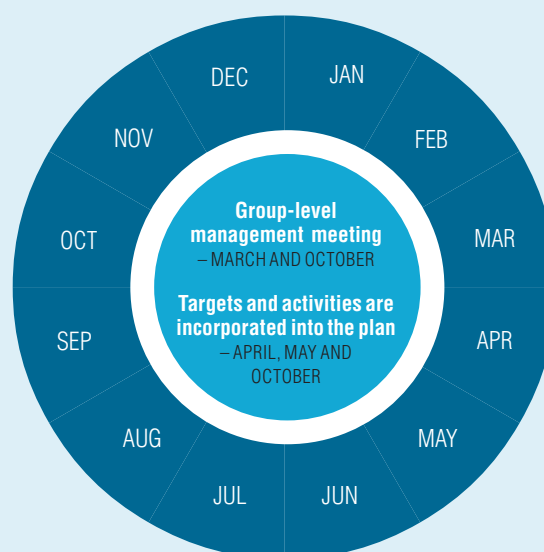 DEC
JAN
NOV
FEB
OCT
MAR
SEP
APR
AUG
MAY
JUL
JUN
Group-level
management meeting
– MARCH AND OCTOBER
Targets and activities are
incorporated into the plan
– APRIL, MAY AND
OCTOBER